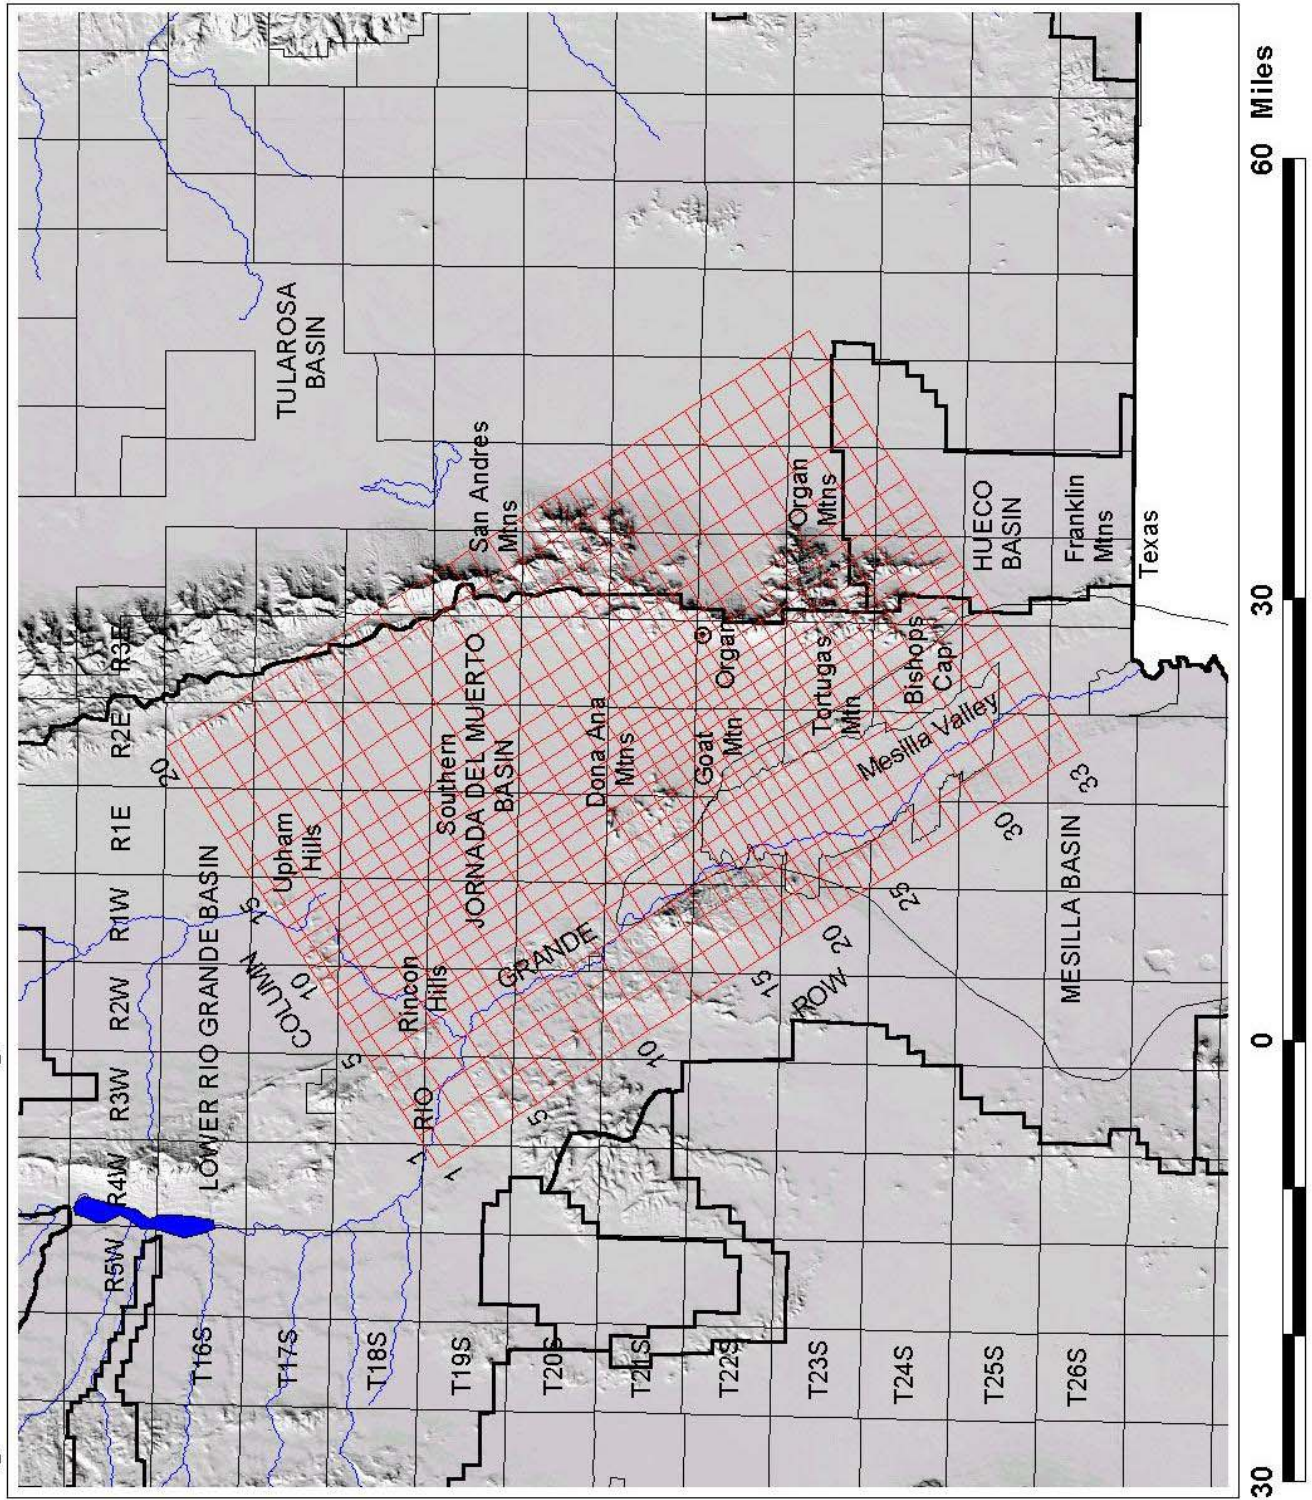 R5W R4W R3W R2W R1W R1E R2E R3E
T16S
T17S
T18S
T19S
T20S
T21S
T22S
T23S
T24S
T25S
T26S
LOWER RIO GRANDE BASIN
TULAROSA
BASIN
COLUMN
1
5
10
15
20
Upham
Hills
Rincon
Hills
RIO
GRANDE
Southern
JORNADA DEL MUERTO
BASIN
San Andres
Mtns
Dona Ana
Mtns
Goat
Mtn
Organ
Organ
Mtns
Tortugas
Mtn
Bishops
Cap
Mesilla Valley
ROW
1
5
10
15
20
25
30
33
HUECO
BASIN
MESILLA BASIN
Franklin
Mtns
Texas
30 0 30 60 Miles